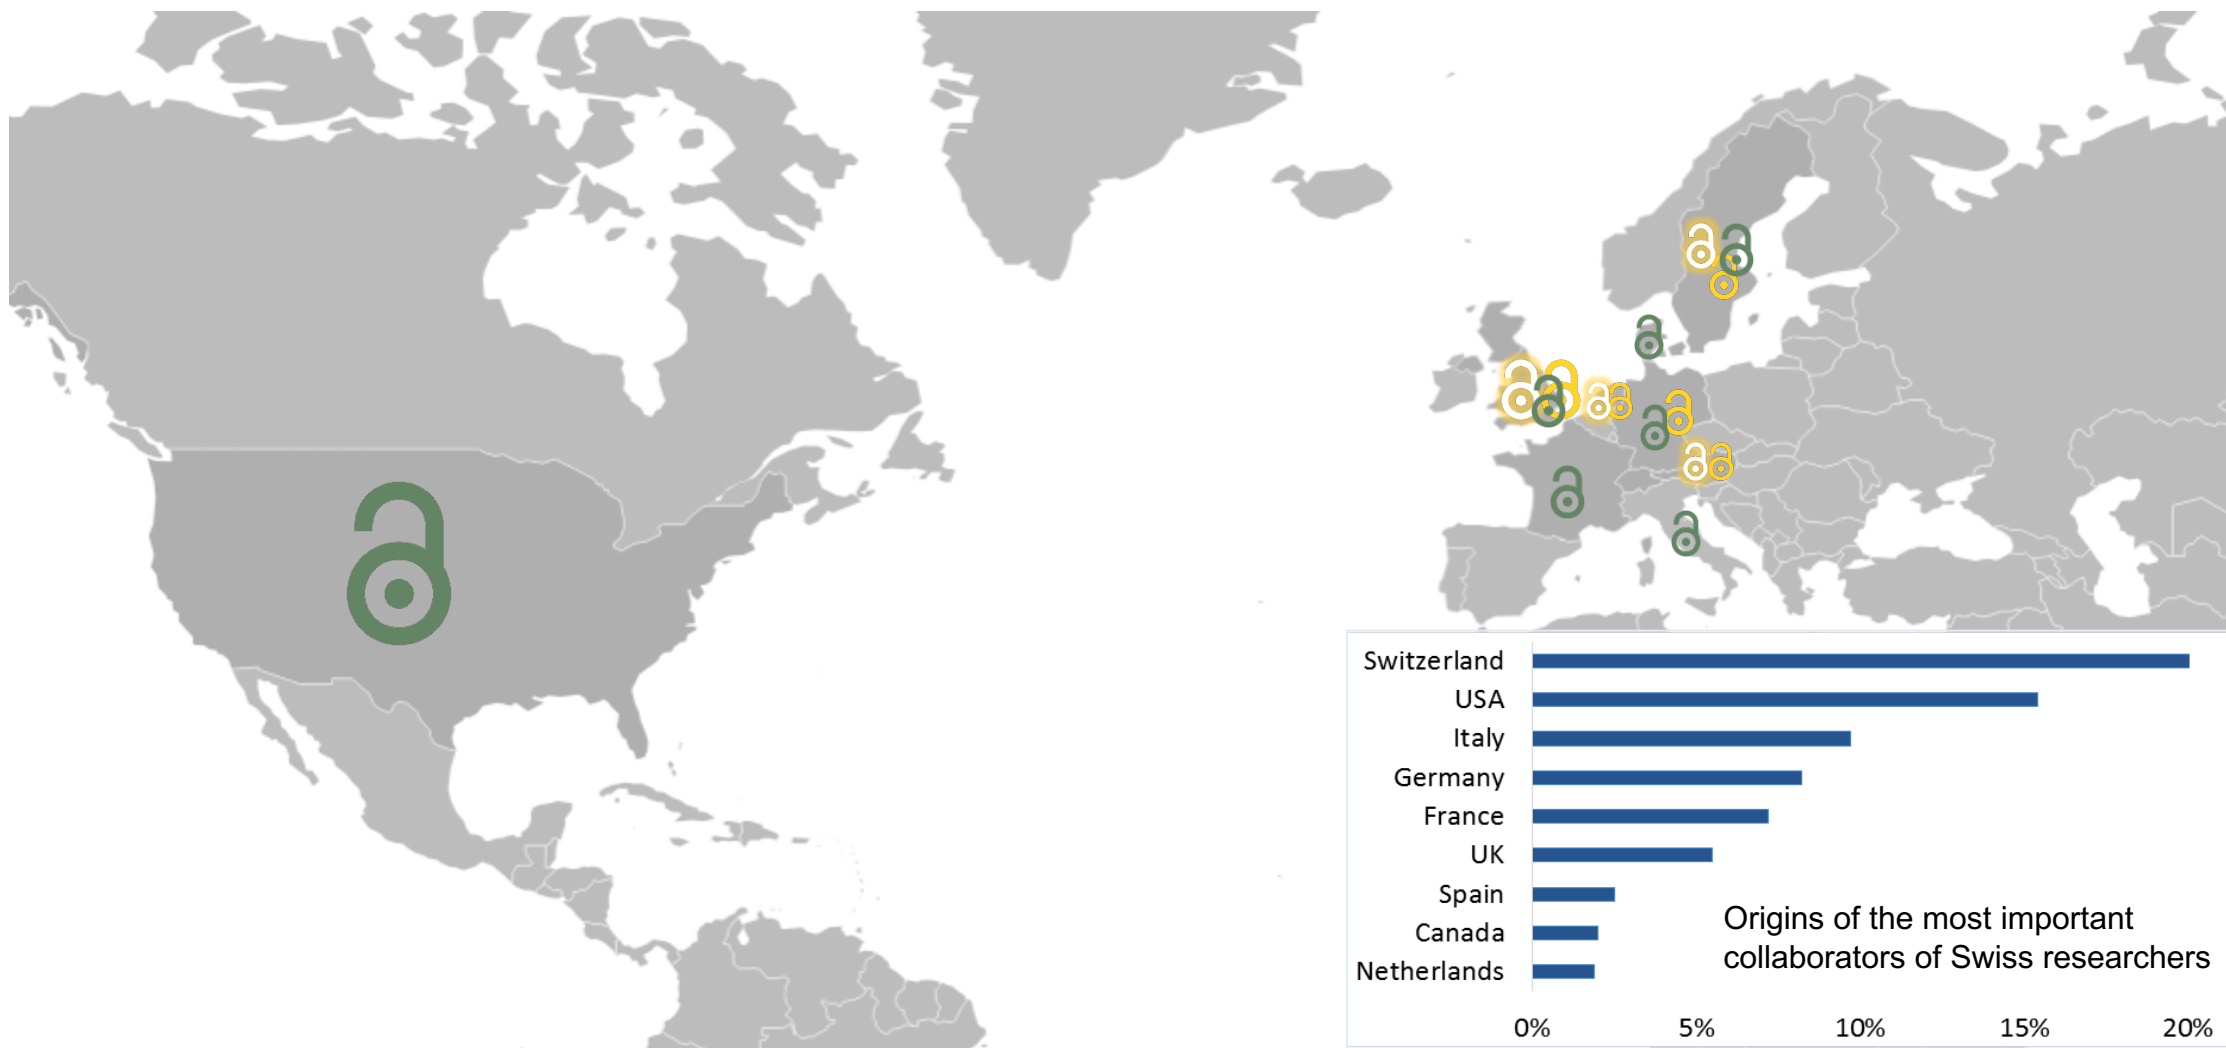 Switzerland
USA
Italy
Germany
France
UK
Spain
Canada
Netherlands
Origins of the most important
collaborators of Swiss researchers
0% 5% 10% 15% 20%